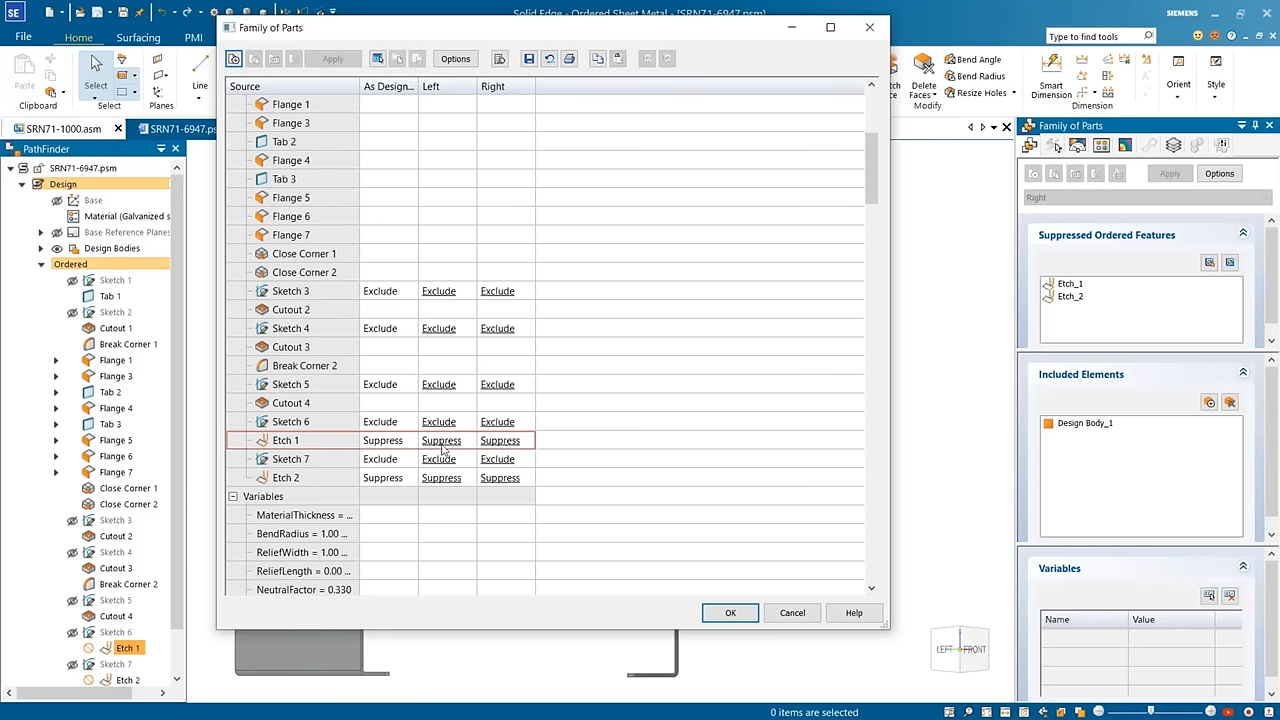 SE
Solid Edge - Ordered Sheet Metal - [SRN71-6947.psm]
SIEMENS
File
Home
Surfacing
PMI
Type to find tools
Paste
Clipboard
Select
Select
Planes
Line
Delete
Faces
Bend Angle
Bend Radius
Resize Holes
Modify
Smart
Dimension
Dimension
Orient
Style
SRN71-1000.asm
SRN71-6947.ps
PathFinder
SRN71-6947.psm
Design
Base
Material (Galvanized s
Base Reference Planes
Design Bodies
Ordered
Sketch 1
Tab 1
Sketch 2
Cutout 1
Break Corner 1
Flange 1
Flange 3
Tab 2
Flange 4
Tab 3
Flange 5
Flange 6
Flange 7
Close Corner 1
Close Corner 2
Sketch 3
Cutout 2
Sketch 4
Cutout 3
Break Corner 2
Sketch 5
Cutout 4
Sketch 6
Etch 1
Sketch 7
Etch 2
Family of Parts
Apply
Options
Source As Design... Left Right
Flange 1
Flange 3
Tab 2
Flange 4
Tab 3
Flange 5
Flange 6
Flange 7
Close Corner 1
Close Corner 2
Sketch 3 Exclude Exclude Exclude
Cutout 2
Sketch 4 Exclude Exclude Exclude
Cutout 3
Break Corner 2
Sketch 5 Exclude Exclude Exclude
Cutout 4
Sketch 6 Exclude Exclude Exclude
Etch 1 Suppress Suppress Suppress
Sketch 7 Exclude Exclude Exclude
Etch 2 Suppress Suppress Suppress
Variables
MaterialThickness = ...
BendRadius = 1.00 ...
ReliefWidth = 1.00 ...
ReliefLength = 0.00 ...
NeutralFactor = 0.330
OK
Cancel
Help
LEFT
FRONT
Family of Parts
Apply
Options
Right
Suppressed Ordered Features
Etch_1
Etch_2
Included Elements
Design Body_1
Variables
Name Value
0 items are selected